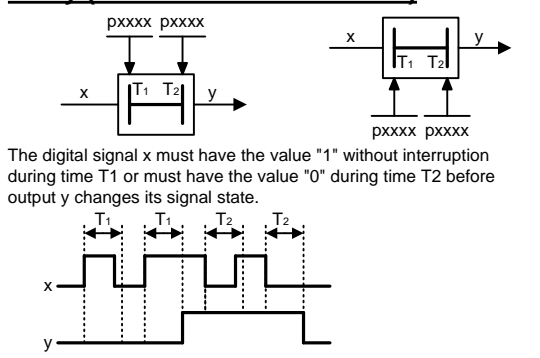 pxxxx pxxxx
x T1 T2 y
x T1 T2 y
pxxxx pxxxx
The digital signal x must have the value "1" without interruption
during time T1 or must have the value "0" during time T2 before
output y changes its signal state.
T1 T1 T2 T2
x
y